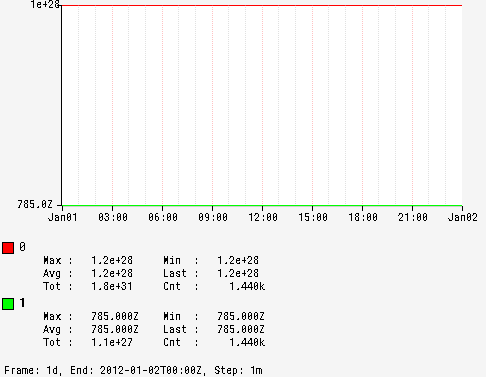 1e+28
785.0Z
Jan01 03:00 06:00 09:00 12:00 15:00 18:00 21:00 Jan02
0
Max : 1.2e+28 Min : 1.2e+28
Avg : 1.2e+28 Last : 1.2e+28
Tot : 1.8e+31 Cnt : 1.440k
1
Max : 785.000Z Min : 785.000Z
Avg : 785.000Z Last : 785.000Z
Tot : 1.1e+27 Cnt : 1.440k
Frame: 1d, End: 2012-01-02T00:00Z, Step: 1m